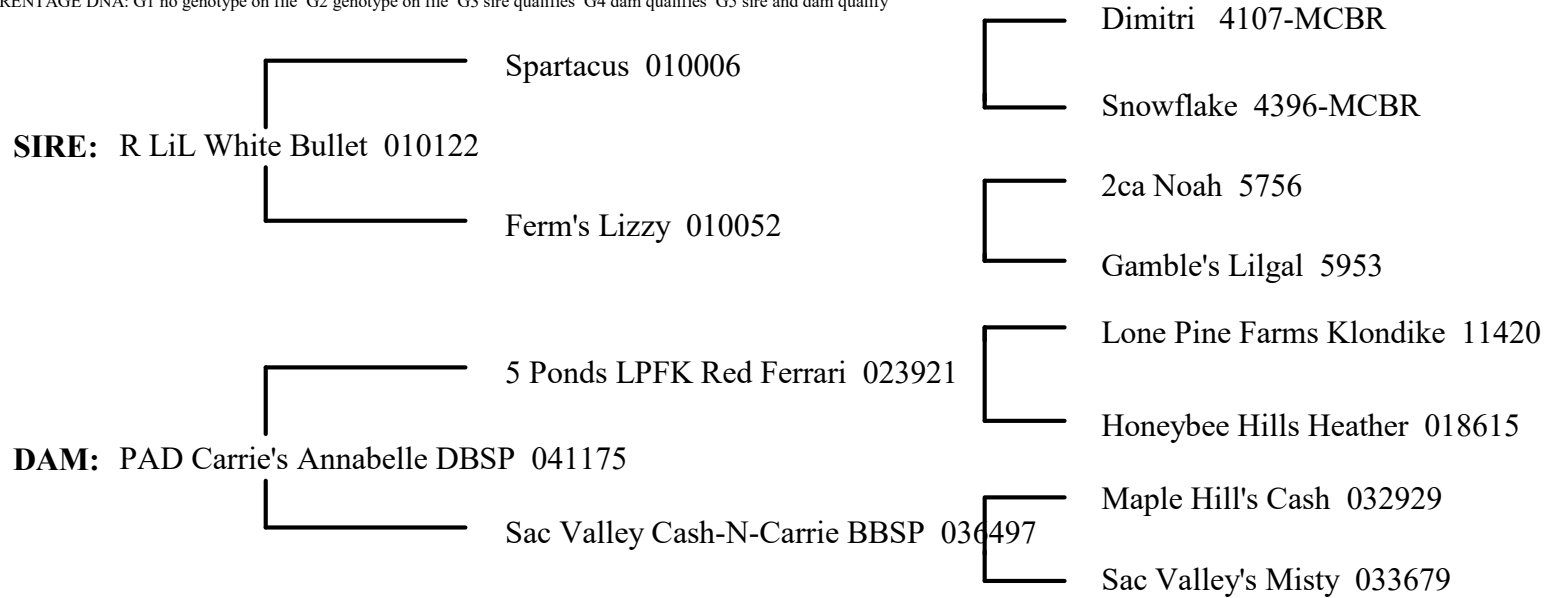 RENTAGE DNA: G1 no genotype on file G2 genotype on file G3 sire qualifies G4 dam qualifies G5 sire and dam qualify
Dimitri 4107-MCBR
Spartacus 010006
Snowflake 4396-MCBR
SIRE: R LiL White Bullet 010122
2ca Noah 5756
Ferm's Lizzy 010052
Gamble's Lilgal 5953
Lone Pine Farms Klondike 11420
5 Ponds LPFK Red Ferrari 023921
Honeybee Hills Heather 018615
DAM: PAD Carrie's Annabelle DBSP 041175
Maple Hill's Cash 032929
Sac Valley Cash-N-Carrie BBSP 036497
Sac Valley's Misty 033679